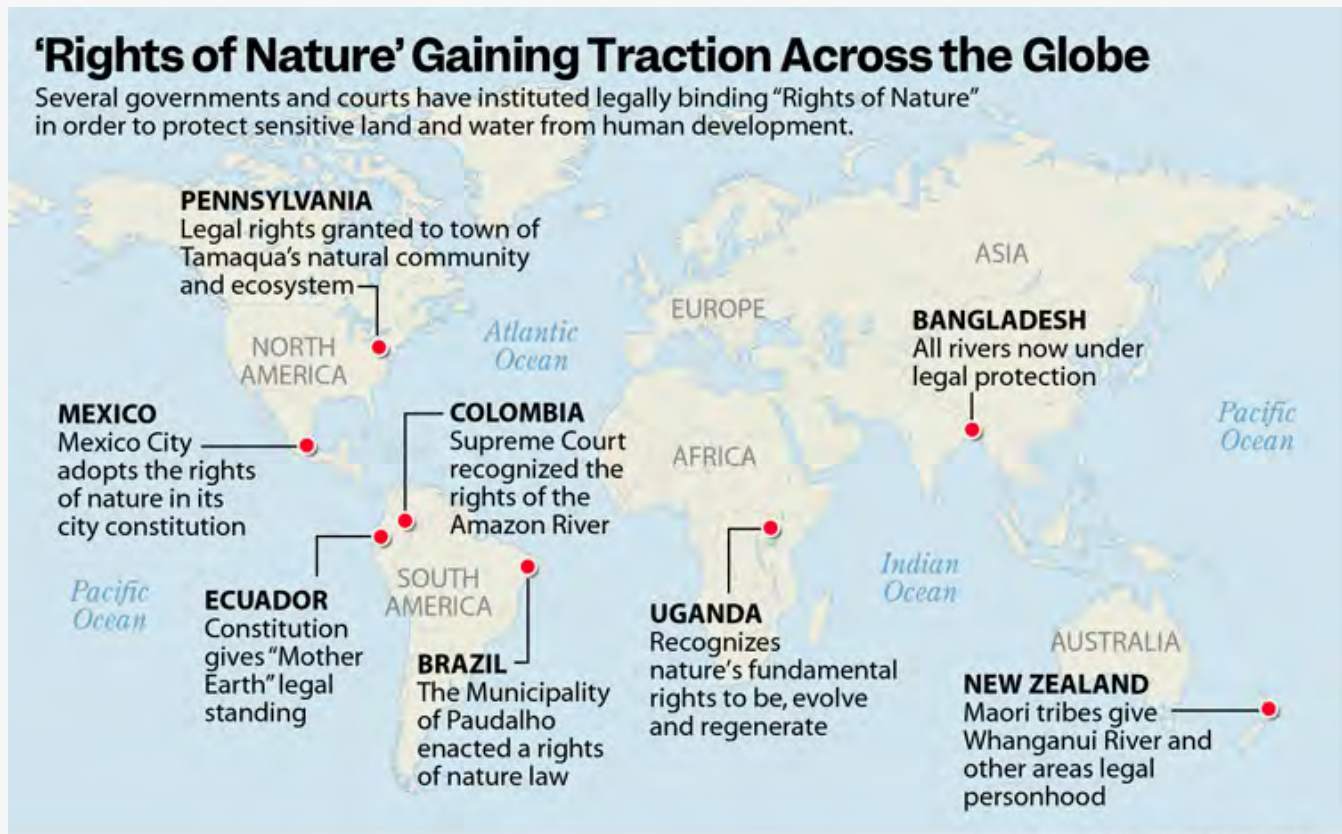 ‘Rights of Nature’ Gaining Traction Across the Globe
Several governments and courts have instituted legally binding “Rights of Nature”
in order to protect sensitive land and water from human development.
PENNSYLVANIA
Legal rights granted to town of
Tamaqua’s natural community
and ecosystem
NORTH
AMERICA
Atlantic
Ocean
EUROPE
ASIA
BANGLADESH
All rivers now under
legal protection
MEXICO
Mexico City
adopts the rights
of nature in its
city constitution
COLOMBIA
Supreme Court
recognized the
rights of the
Amazon River
AFRICA
Pacific
Ocean
Pacific
Ocean
ECUADOR
Constitution
gives “Mother
Earth” legal
standing
SOUTH
AMERICA
BRAZIL
The Municipality
of Paudalho
enacted a rights
of nature law
UGANDA
Recognizes
nature’s fundamental
rights to be, evolve
and regenerate
Indian
Ocean
AUSTRALIA
NEW ZEALAND
Maori tribes give
Whanganui River and
other areas legal
personhood